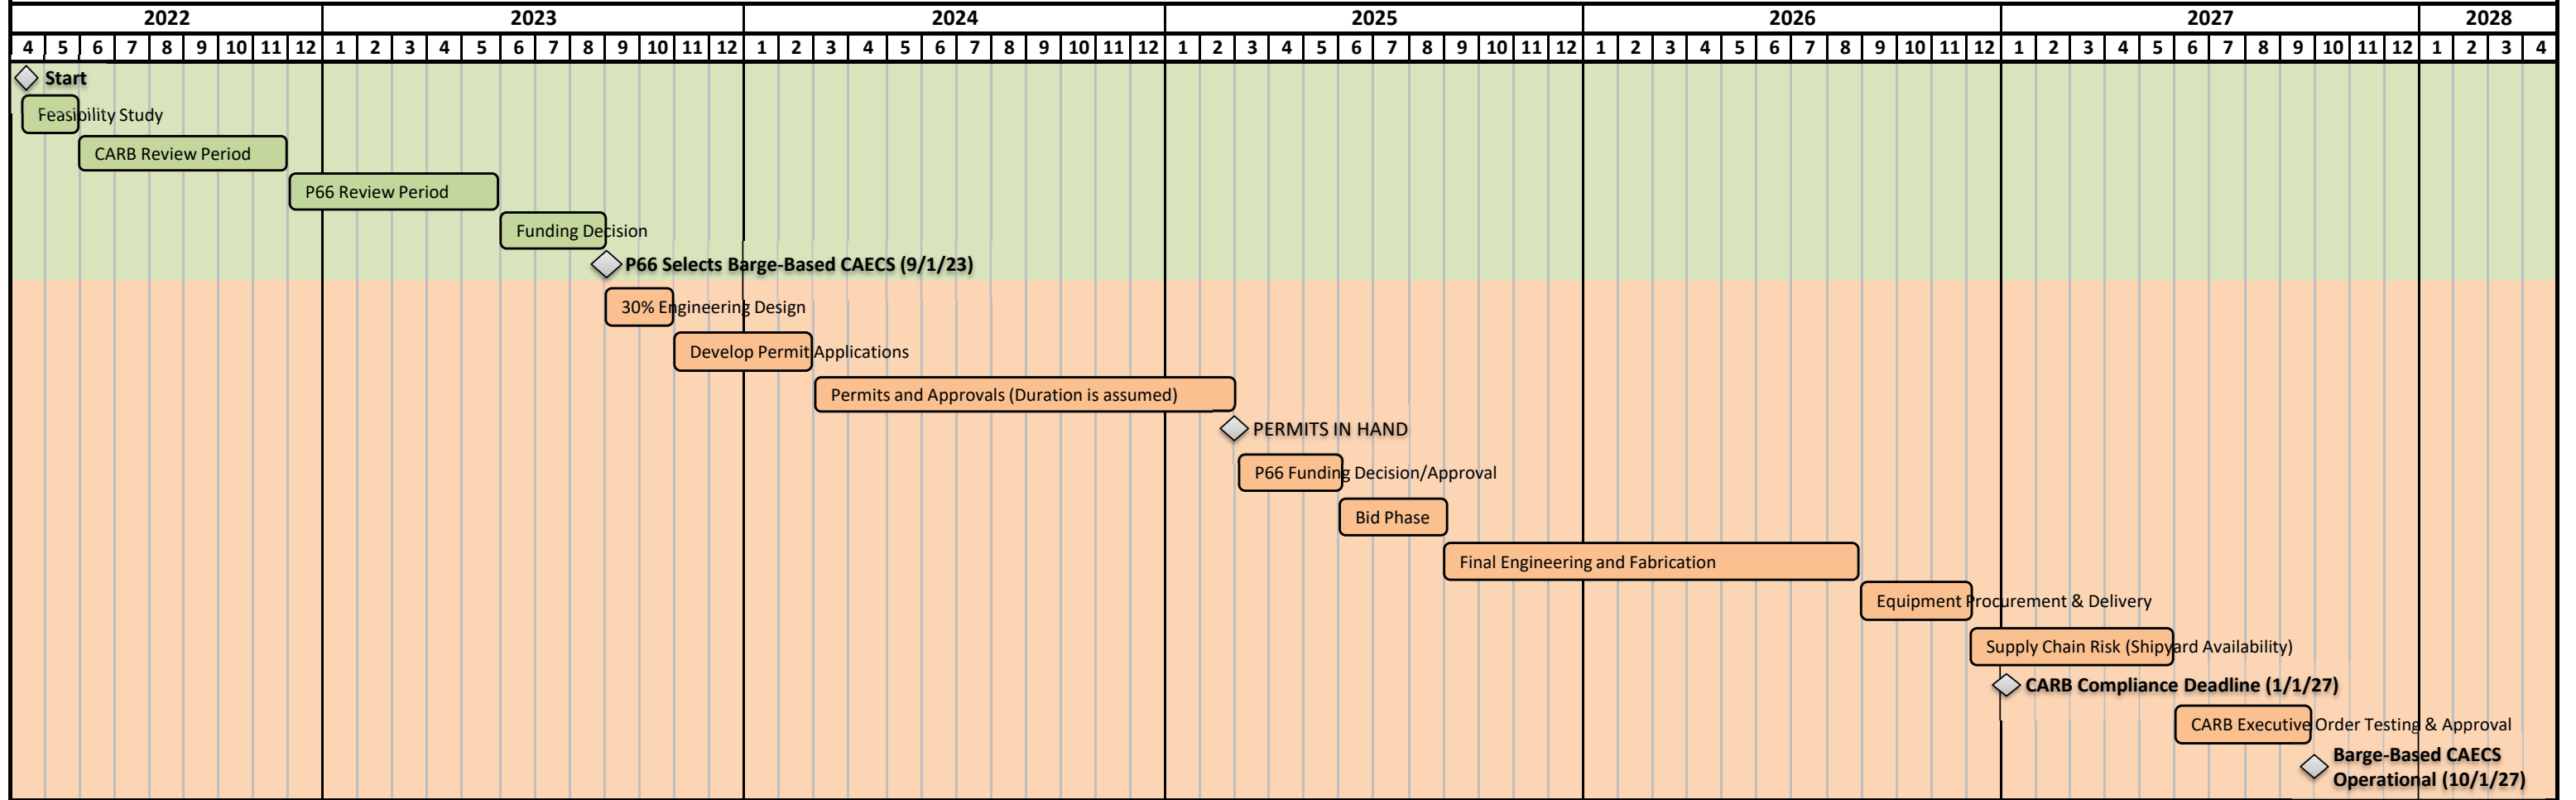 2022 2023 2024 2025 2026 2027 2028
4 5 6 7 8 9 10 11 12 1 2 3 4 5 6 7 8 9 10 11 12 1 2 3 4 5 6 7 8 9 10 11 12 1 2 3 4 5 6 7 8 9 10 11 12 1 2 3 4 5 6 7 8 9 10 11 12 1 2 3 4 5 6 7 8 9 10 11 12 1 2 3 4
Start
Feasibility Study
CARB Review Period
P66 Review Period
Funding Decision
P66 Selects Barge-Based CAECS (9/1/23)
30% Engineering Design
Develop Permit Applications
Permits and Approvals (Duration is assumed)
PERMITS IN HAND
P66 Funding Decision/Approval
Bid Phase
Final Engineering and Fabrication
Equipment Procurement & Delivery
Supply Chain Risk (Shipyard Availability)
CARB Compliance Deadline (1/1/27)
CARB Executive Order Testing & Approval
Barge-Based CAECS
Operational (10/1/27)